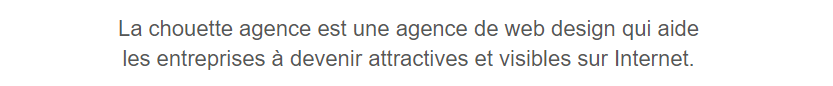 La chouette agence est une agence de web design qui aide
les entreprises à devenir attractives et visibles sur Internet.